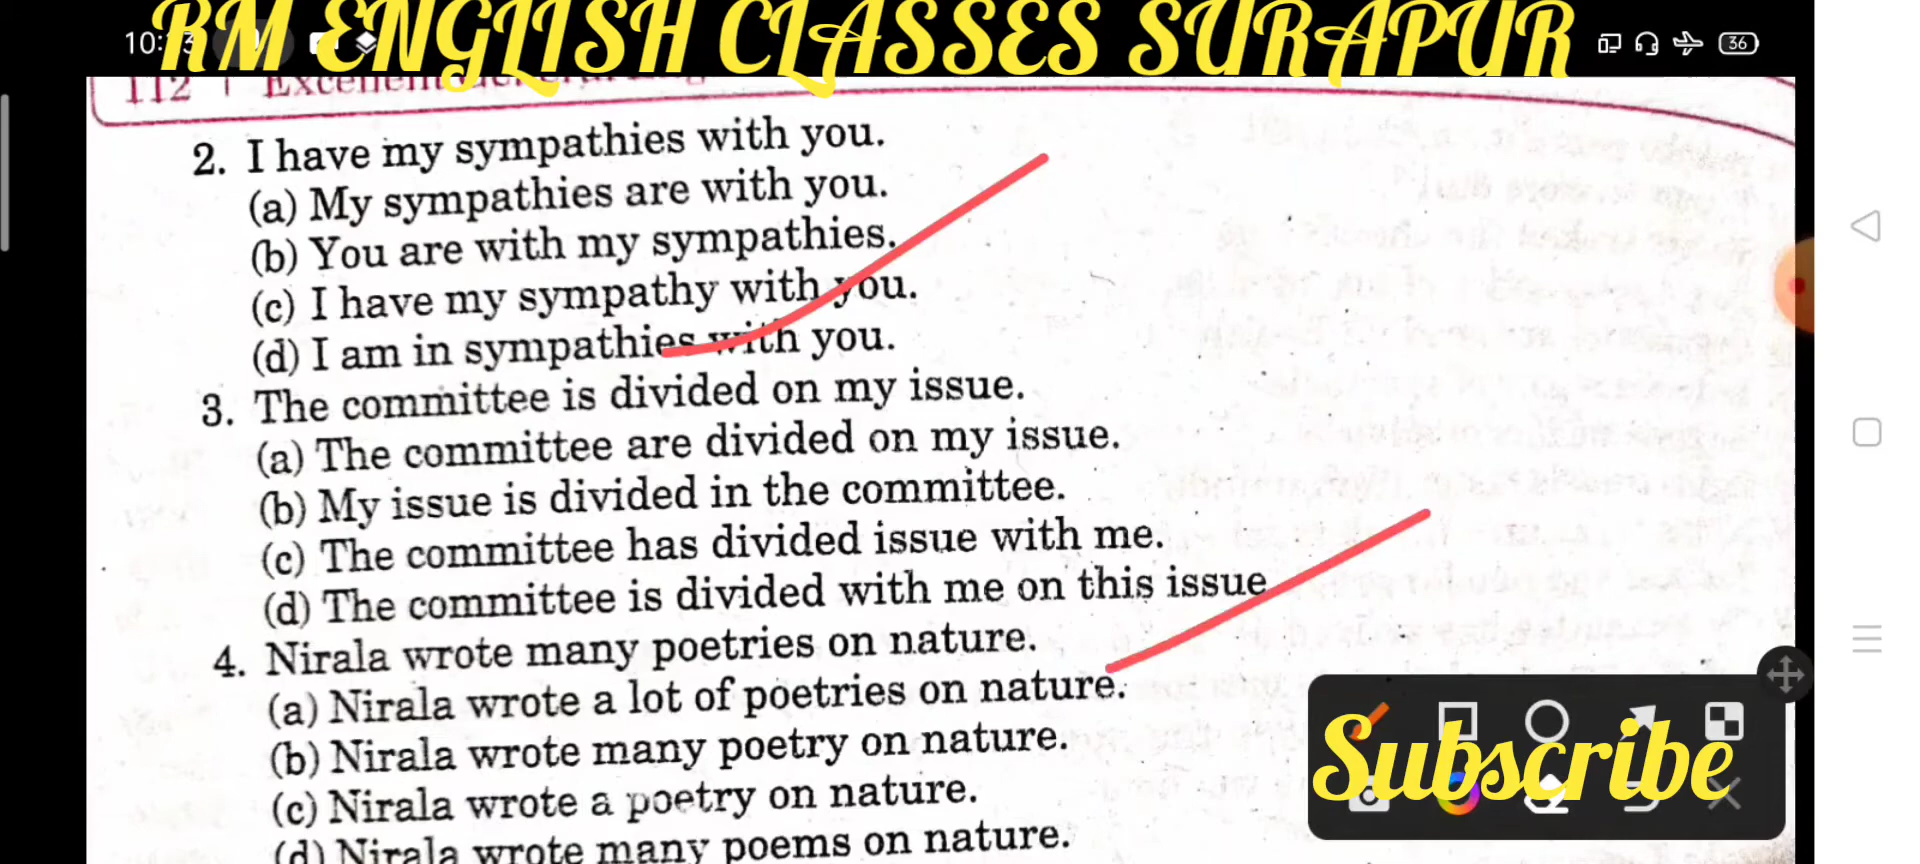 RM ENGLISH CLASSES SURAPUR
36
112
2. I have my sympathies with you.
(a) My sympathies are with you.
(b) You are with my sympathies.
(c) I have my sympathy with you.
(d) I am in sympathies with you.
3. The committee is divided on my issue.
(a) The committee are divided on my issue.
(b) My issue is divided in the committee.
(c) The committee has divided issue with me.
(d) The committee is divided with me on this issue
4. Nirala wrote many poetries on nature.
(a) Nirala wrote a lot of poetries on nature.
(b) Nirala wrote many poetry on nature.
(c) Nirala wrote a poetry on nature.
(d) Nirala wrote many poems on nature.
Subscribe